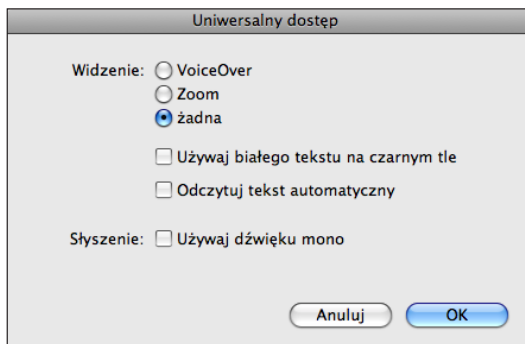 Uniwersalny dostęp
Widzenie: VoiceOver
Zoom
żadna
Używaj białego tekstu na czarnym tle
Odczytuj tekst automatyczny
Słyszenie: Używaj dźwięku mono
Anuluj OK